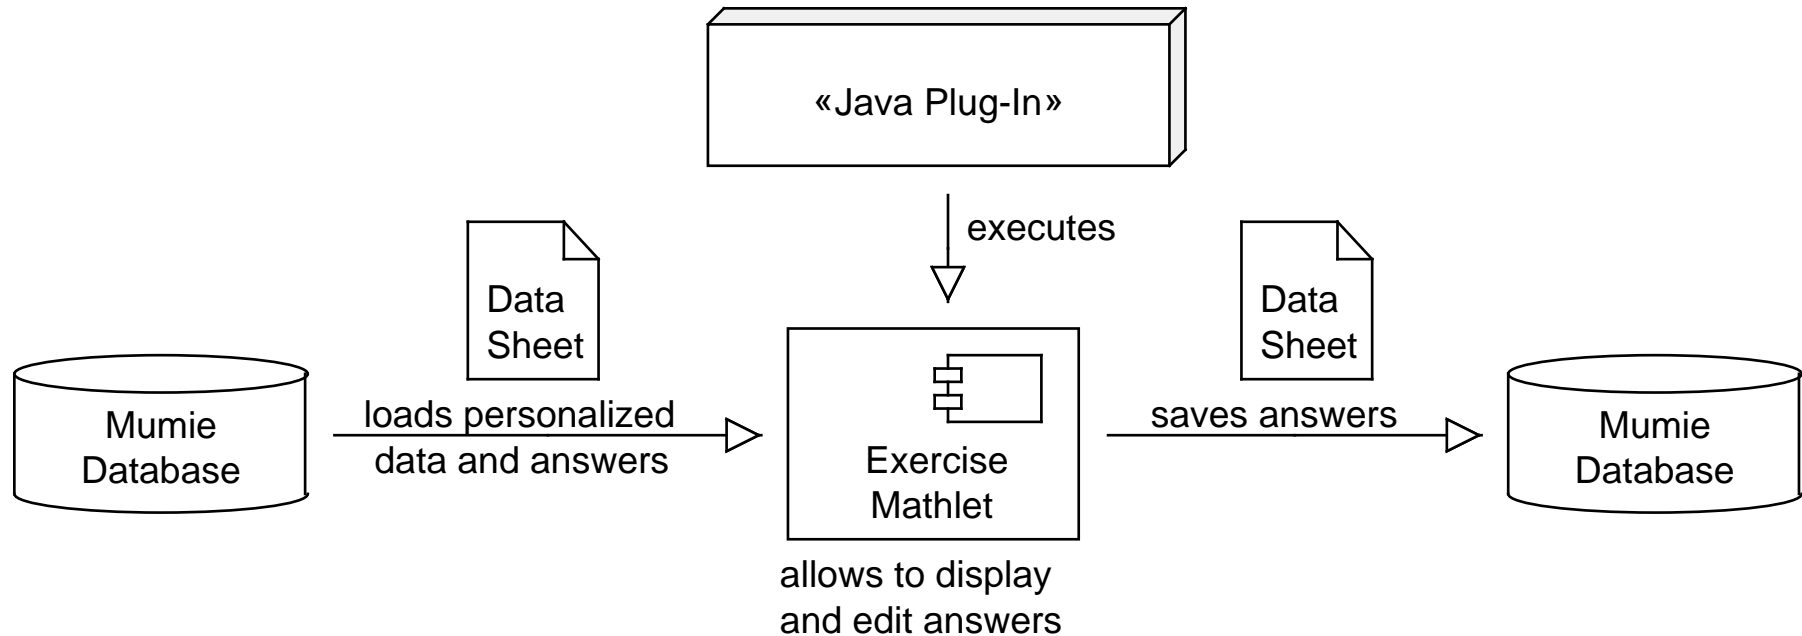 «Java Plug-In»
executes
Data
Sheet
Data
Sheet
Mumie
Database
loads personalized
data and answers
Exercise
Mathlet
saves answers
Mumie
Database
allows to display
and edit answers